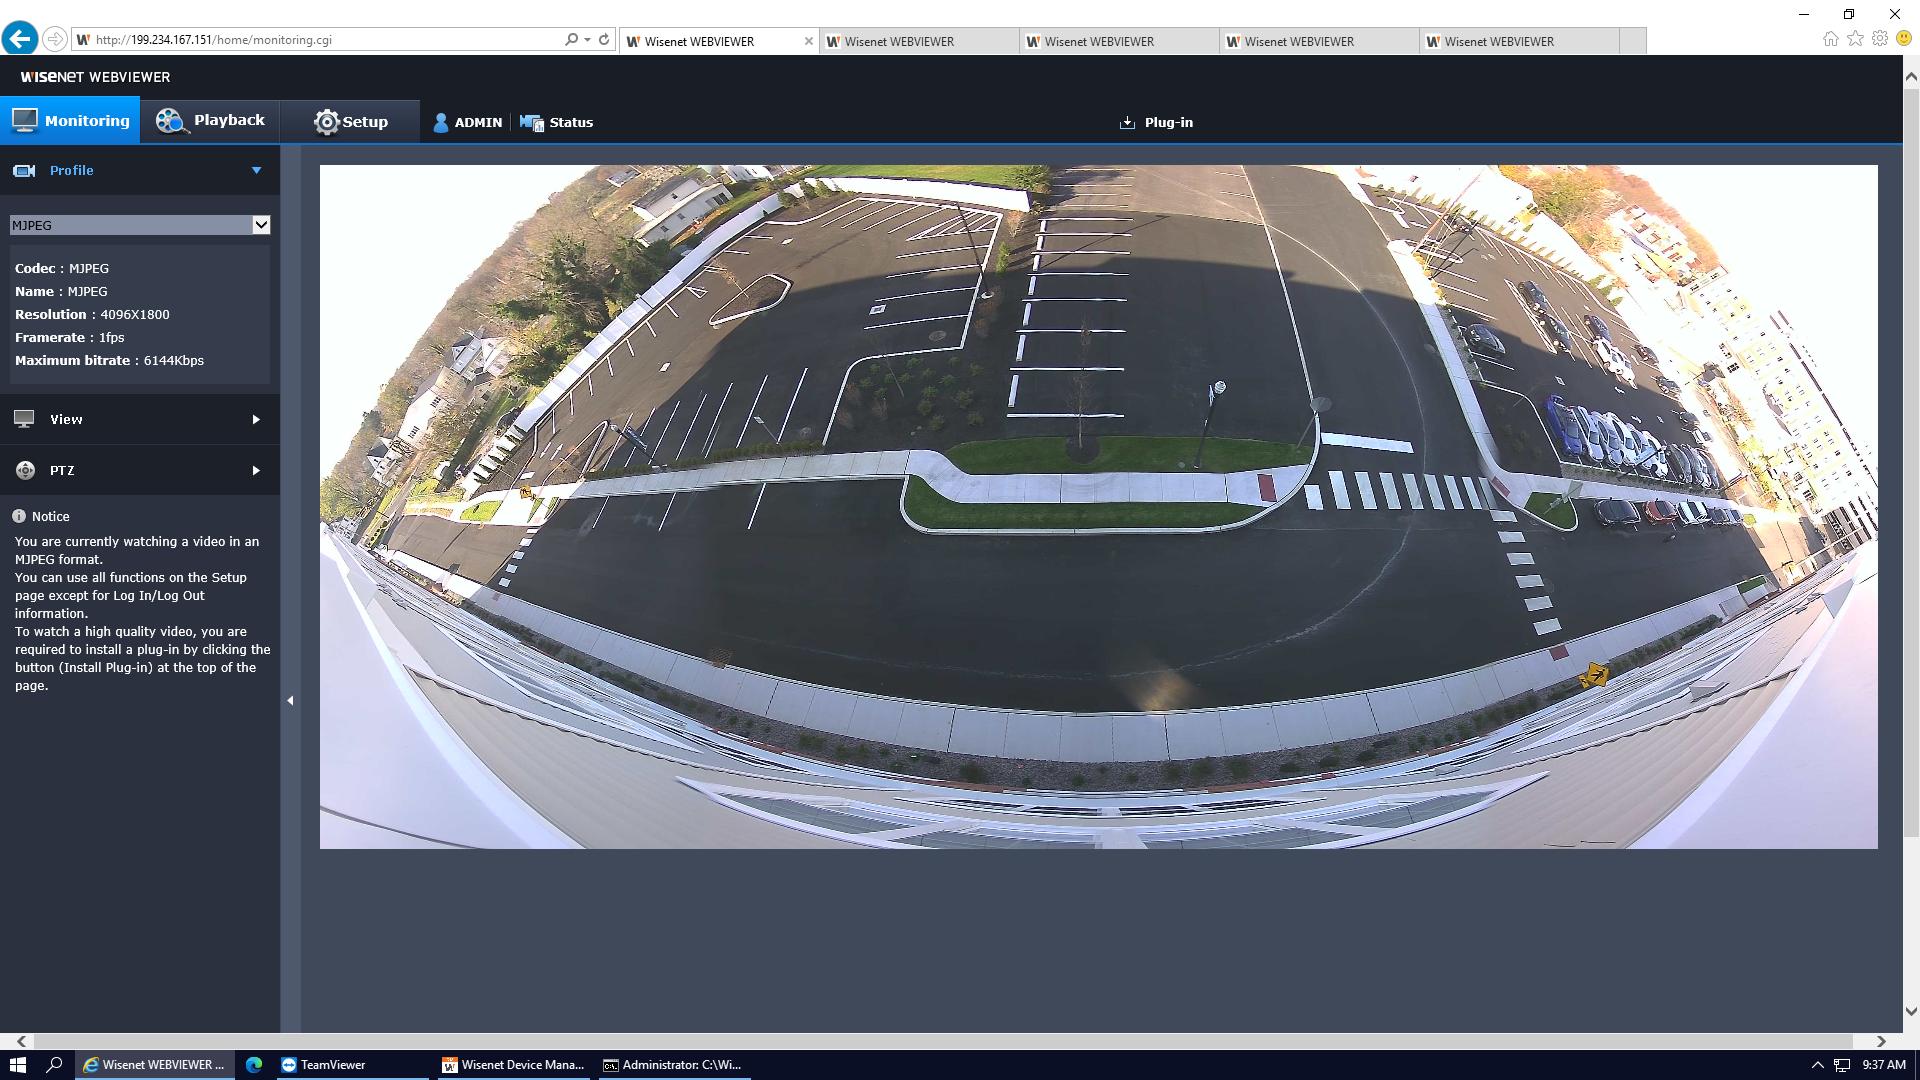 http://199.234.167.151/home/monitoring.cgi
Wisenet WEBVIEWER
Wisenet WEBVIEWER
Wisenet WEBVIEWER
Wisenet WEBVIEWER
Wisenet WEBVIEWER
WISENET WEBVIEWER
Monitoring
Playback
Setup
ADMIN
Status
Plug-in
Profile
MJPEG
Codec : MJPEG
Name : MJPEG
Resolution : 4096X1800
Framerate : 1fps
Maximum bitrate : 6144Kbps
View
PTZ
Notice
You are currently watching a video in an
MJPEG format.
You can use all functions on the Setup
page except for Log In/Log Out
information.
To watch a high quality video, you are
required to install a plug-in by clicking the
button (Install Plug-in) at the top of the
page.
Wisenet WEBVIEWER ...
TeamViewer
Wisenet Device Mana...
Administrator: C:\Wi...
9:37 AM